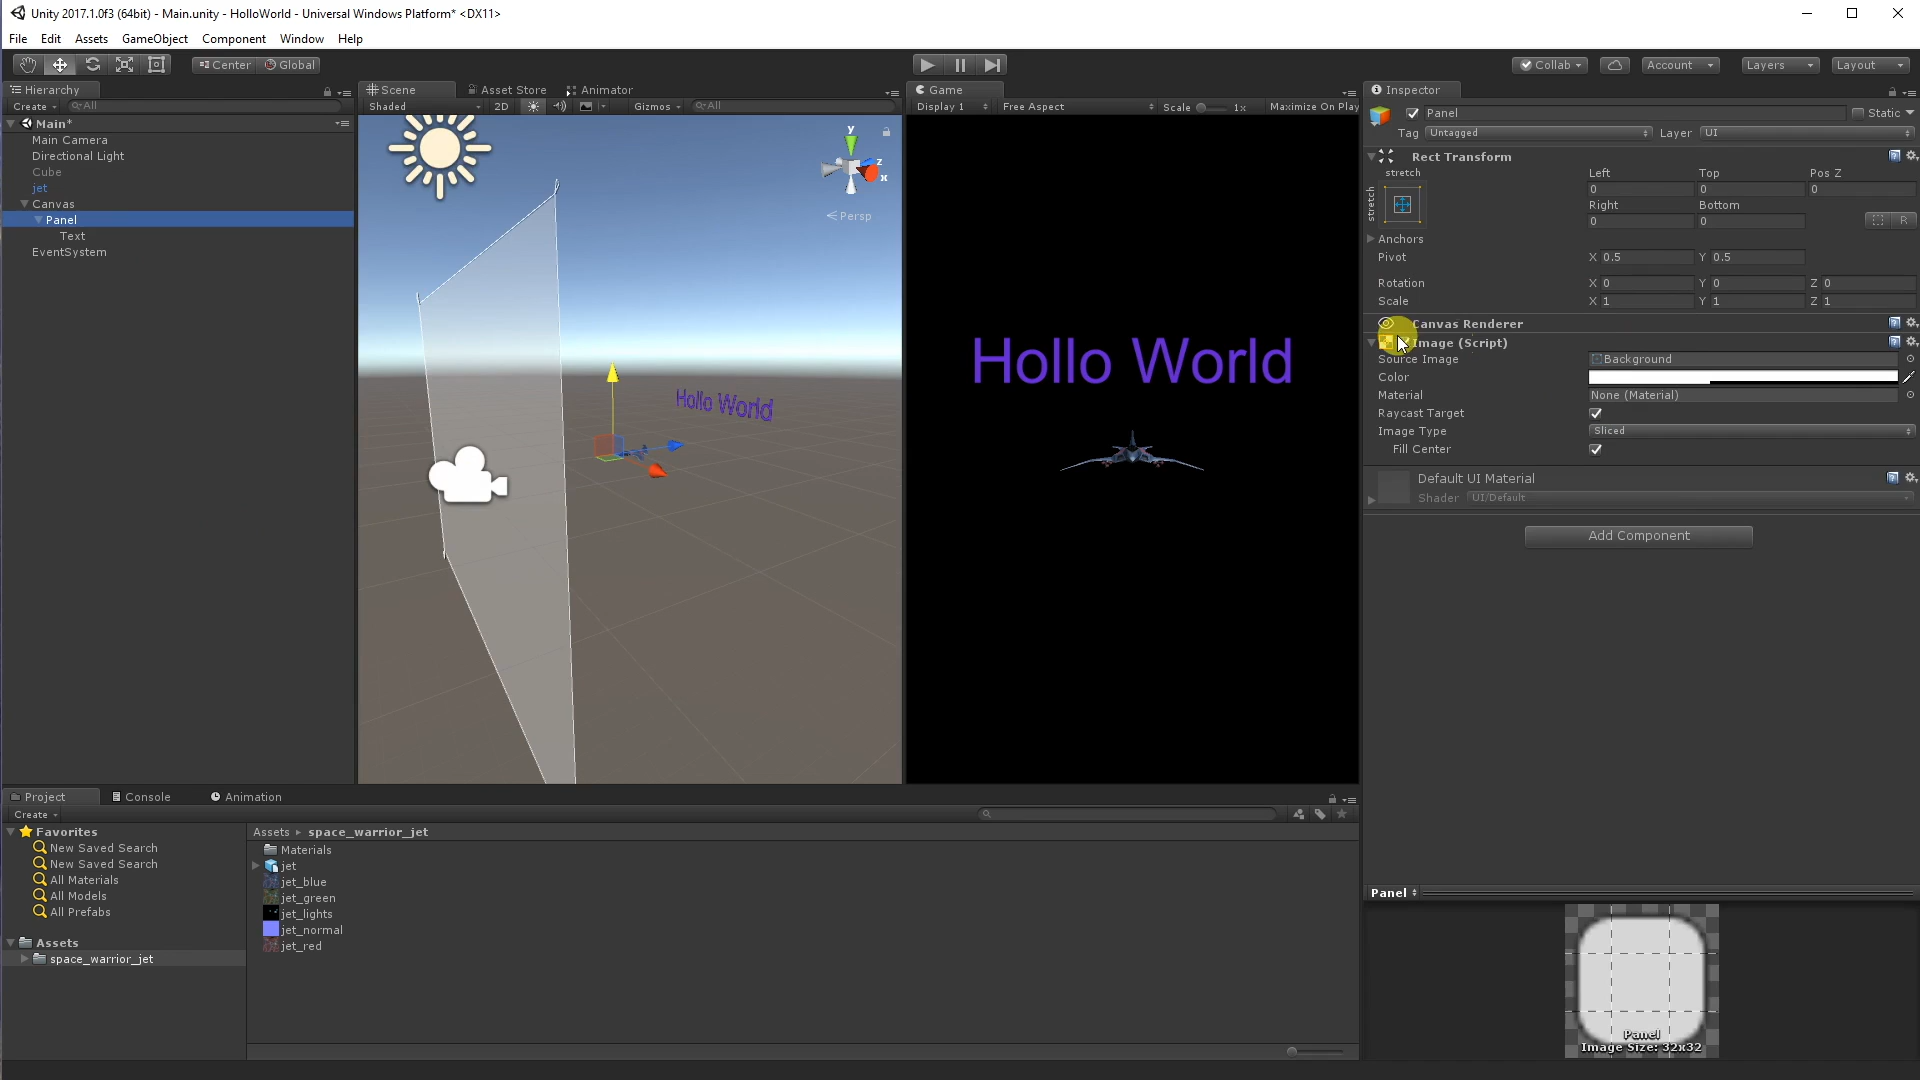 Unity 2017.1.0f3 (64bit) - Main.unity - HolloWorld - Universal Windows Platform* <DX11>
File Edit Assets GameObject Component Window Help
Center Global
Collab Account Layers Layout
Hierarchy
Create All
Main*
Main Camera
Directional Light
Cube
jet
Canvas
Panel
Text
EventSystem
Scene Asset Store Animator
Shaded 2D Gizmos All
y
z
x
Persp
Hollo World
Game
Display 1 Free Aspect Scale 1x Maximize On Play
Hollo World
Inspector
Panel Static
Tag Untagged Layer UI
Rect Transform
stretch Left Top Pos Z
stretch
0 0 0
Right Bottom
0 0 R
Anchors
Pivot X 0.5 Y 0.5
Rotation X 0 Y 0 Z 0
Scale X 1 Y 1 Z 1
Canvas Renderer
Image (Script)
Source Image Background
Color
Material None (Material)
Raycast Target
Image Type Sliced
Fill Center
Default UI Material
Shader UI/Default
Add Component
Project Console Animation
Create
Favorites
New Saved Search
New Saved Search
All Materials
All Models
All Prefabs
Assets
space_warrior_jet
Assets space_warrior_jet
Materials
jet
jet_blue
jet_green
jet_lights
jet_normal
jet_red
Panel
Panel
Image Size: 32x32